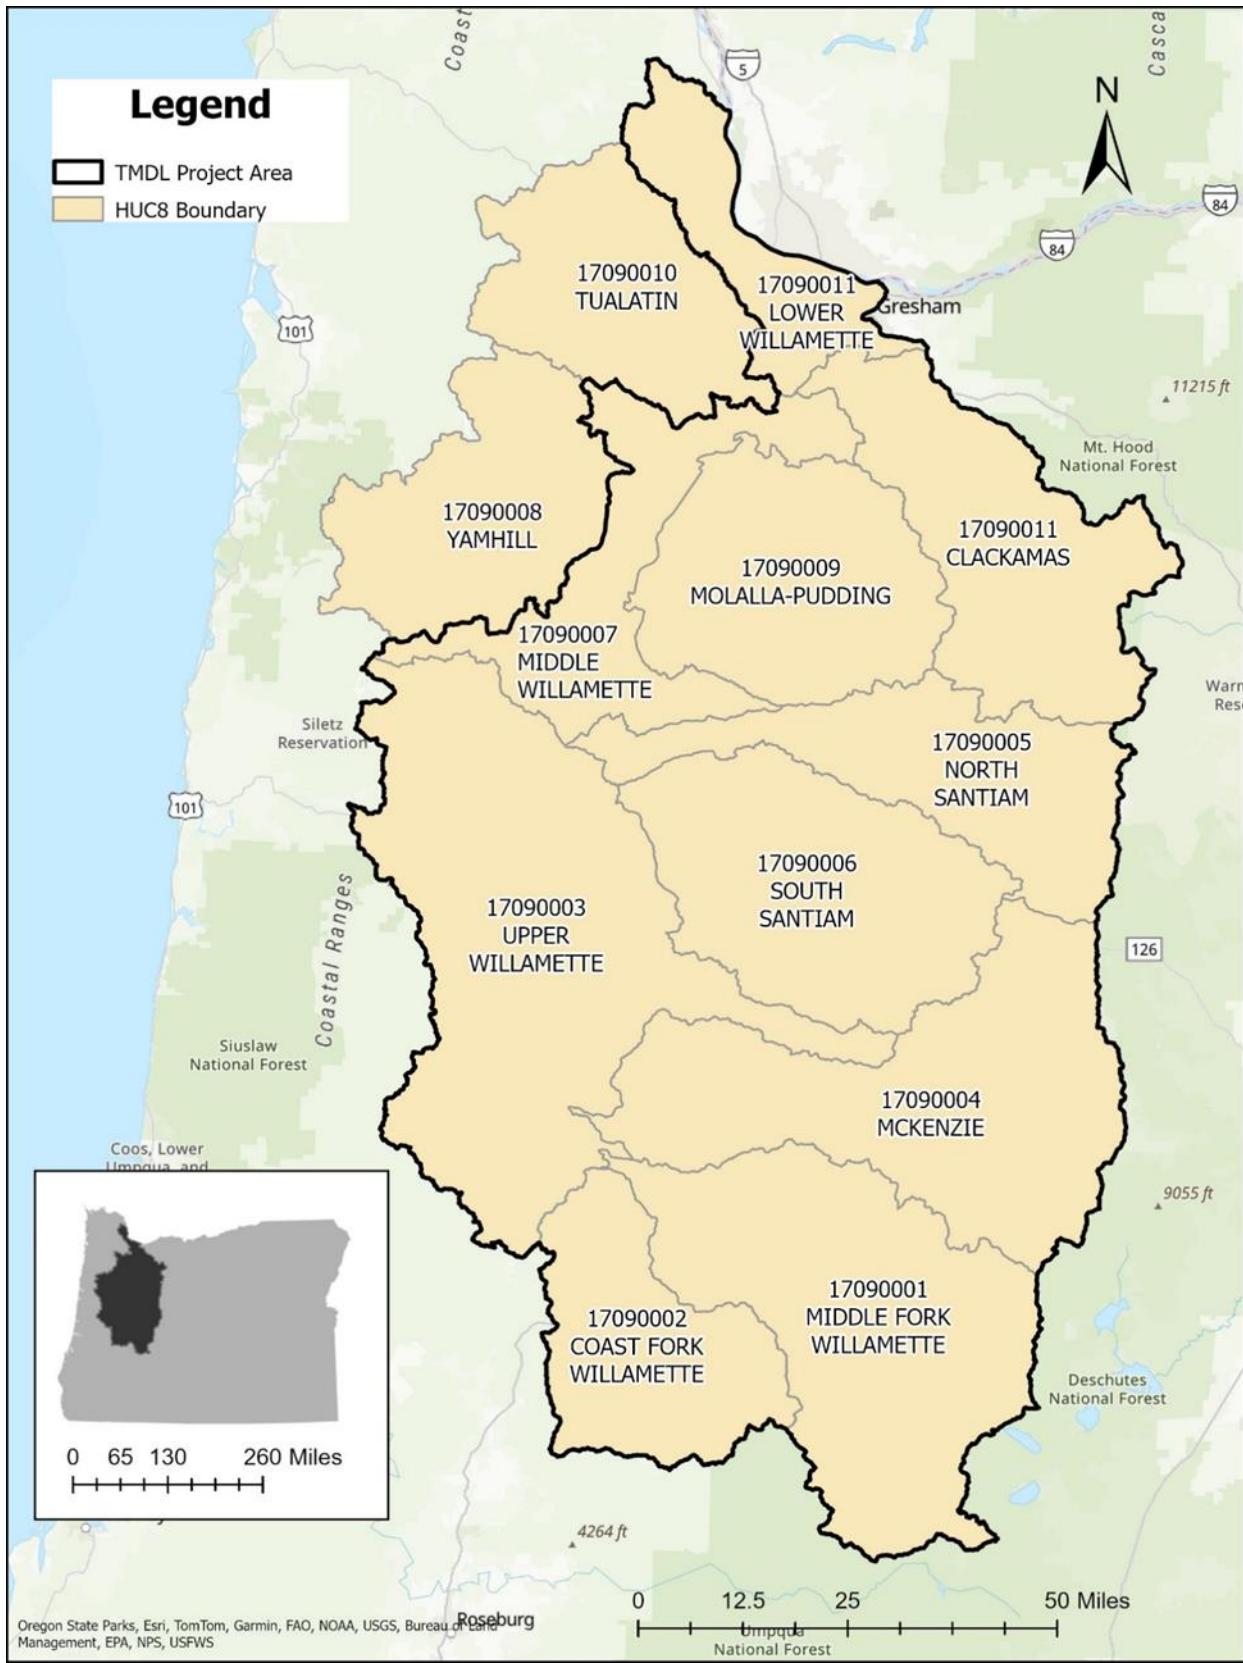 Coast
Casca
5
N
Legend
TMDL Project Area
HUC8 Boundary
84
84
17090010
TUALATIN
17090011
LOWER
WILLAMETTE
Gresham
101
11215 ft
Mt. Hood
National Forest
17090008
YAMHILL
17090011
CLACKAMAS
17090009
MOLALLA-PUDDING
17090007
MIDDLE
WILLAMETTE
Warm
Rese
Siletz
Reservation
17090005
NORTH
SANTIAM
101
17090006
SOUTH
SANTIAM
17090003
UPPER
WILLAMETTE
Coastal Ranges
126
Siuslaw
National Forest
17090004
MCKENZIE
Coos, Lower
Umpqua, and
9055 ft
17090001
MIDDLE FORK
WILLAMETTE
17090002
COAST FORK
WILLAMETTE
Deschutes
National Forest
0 65 130 260 Miles
4264 ft
0 12.5 25 50 Miles
Roseburg
Umpqua
National Forest
Oregon State Parks, Esri, TomTom, Garmin, FAO, NOAA, USGS, Bureau of Land
Management, EPA, NPS, USFWS